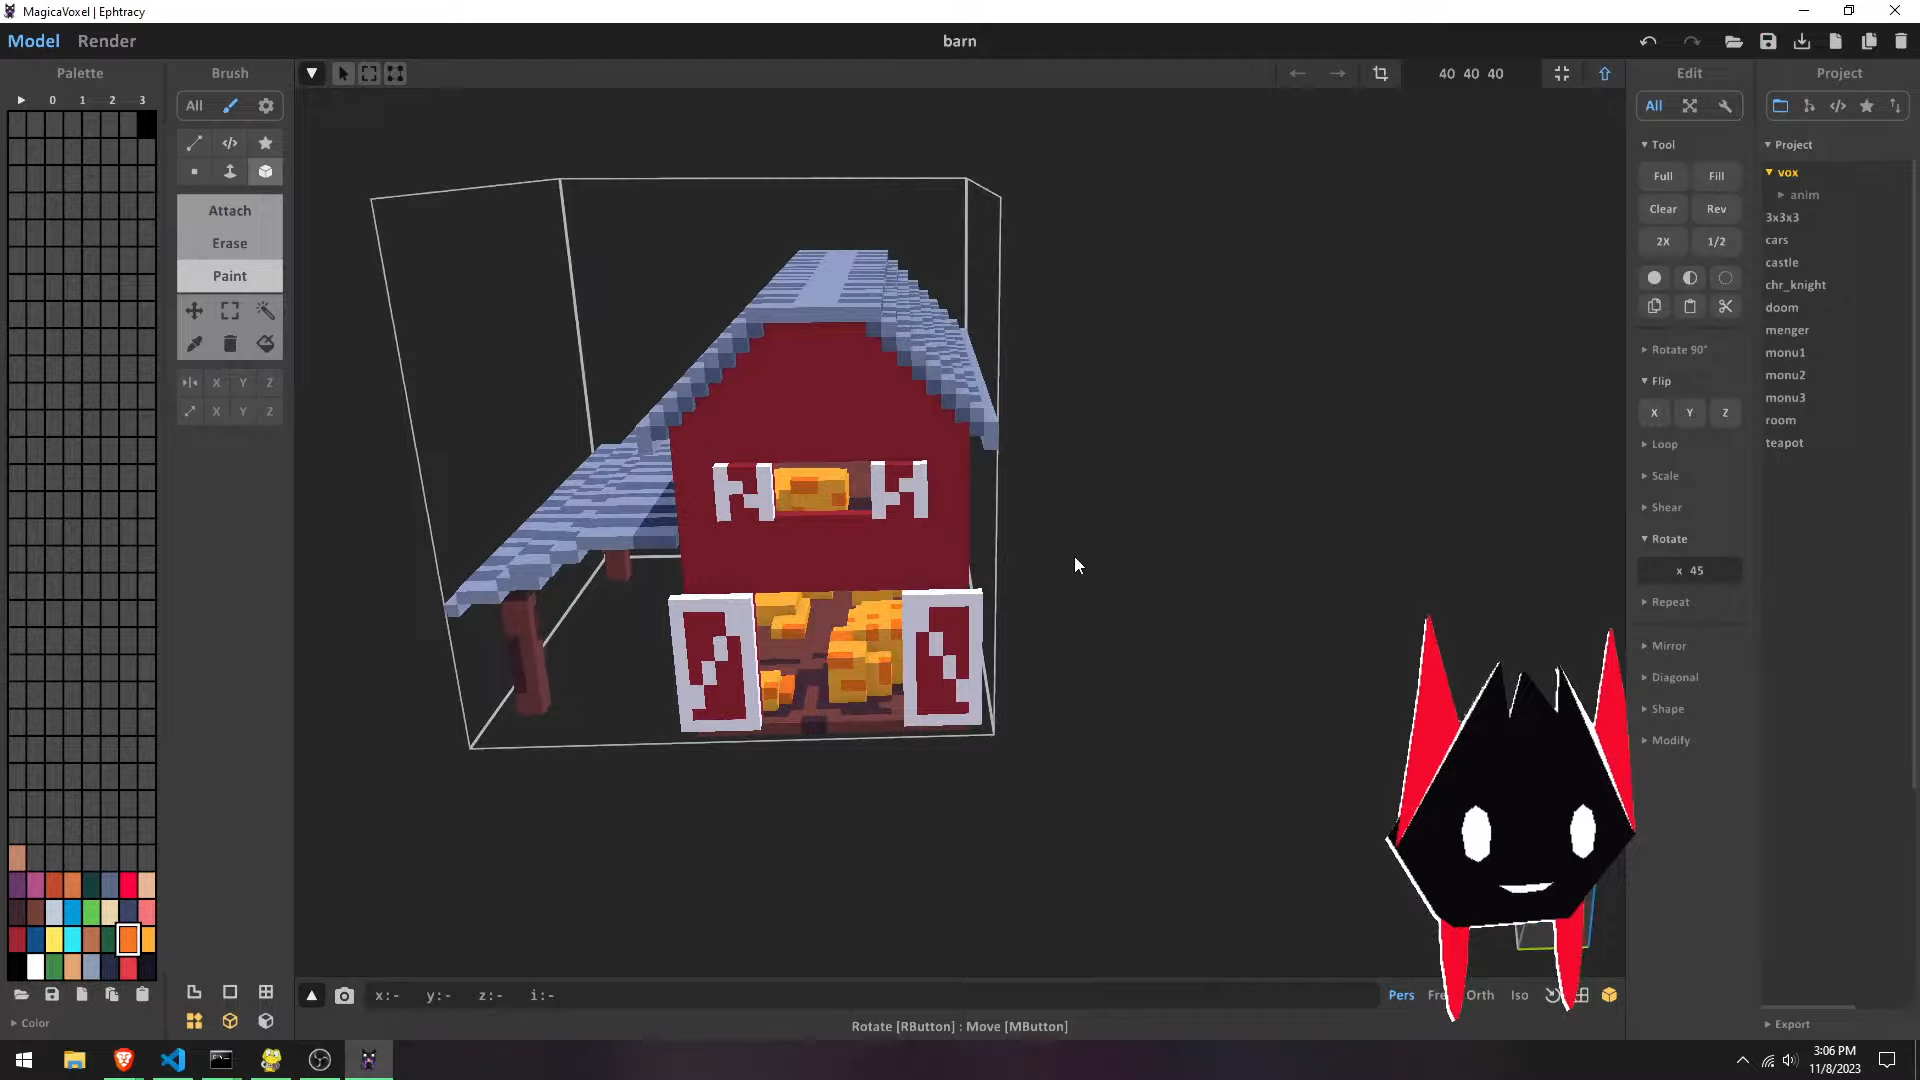 MagicaVoxel | Ephtracy
Model Render
barn
Palette
0 1 2 3
Color
Brush
All
Attach
Erase
Paint
X Y Z
X Y Z
40 40 40
x:- y:- z:- i:-
Pers Orth Iso
Rotate [RButton] : Move [MButton]
Edit
All
Tool
Full Fill
Clear Rev
2X 1/2
Rotate 90°
Flip
X Y Z
Loop
Scale
Shear
Rotate
x 45
Repeat
Mirror
Diagonal
Shape
Modify
Project
Project
vox
anim
3x3x3
cars
castle
chr_knight
doom
menger
monu1
monu2
monu3
room
teapot
Export
3:06 PM
11/8/2023